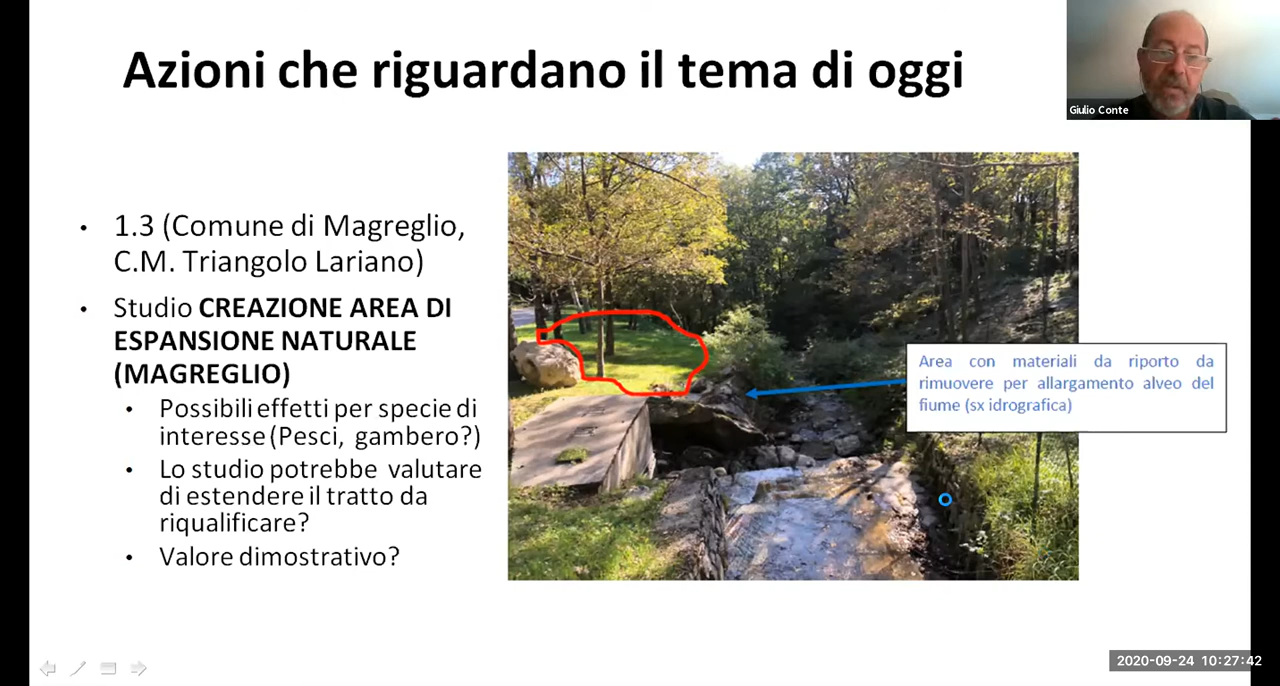 Azioni che riguardano il tema di oggi
Giulio Conte
• 1.3 (Comune di Magreglio,
C.M. Triangolo Lariano)
• Studio CREAZIONE AREA DI
ESPANSIONE NATURALE
(MAGREGLIO)
• Possibili effetti per specie di
interesse (Pesci, gambero?)
• Lo studio potrebbe valutare
di estendere il tratto da
riqualificare?
• Valore dimostrativo?
Area con materiali da riporto da
rimuovere per allargamento alveo del
fiume (sx idrografica)
2020-09-24 10:27:42